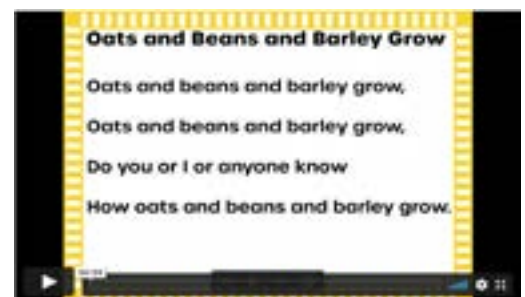 Oats and Beans and Barley Grow
Oats and beans and barley grow,
Oats and beans and barley grow,
Do you or I or anyone know
How oats and beans and barley grow.